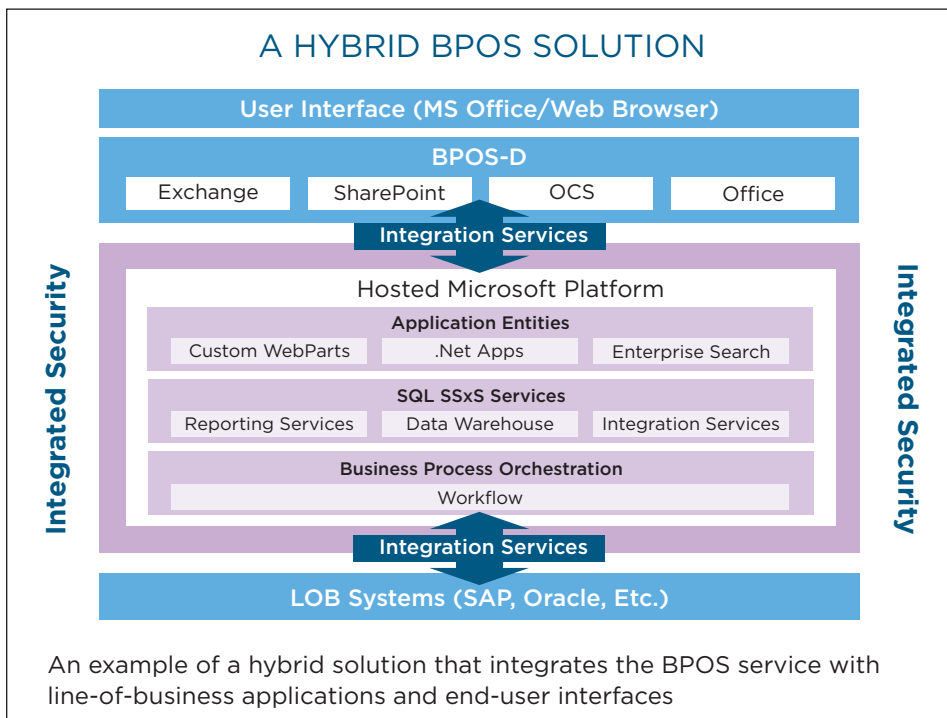 A HYBRID BPOS SOLUTION
User Interface (MS Office/Web Browser)
BPOS-D
Exchange
SharePoint
OCS
Office
Integration Services
Integrated Security
Integrated Security
Hosted Microsoft Platform
Application Entities
Custom WebParts
.Net Apps
Enterprise Search
SQL SSxS Services
Reporting Services
Data Warehouse
Integration Services
Business Process Orchestration
Workflow
Integration Services
LOB Systems (SAP, Oracle, Etc.)
An example of a hybrid solution that integrates the BPOS service with
line-of-business applications and end-user interfaces